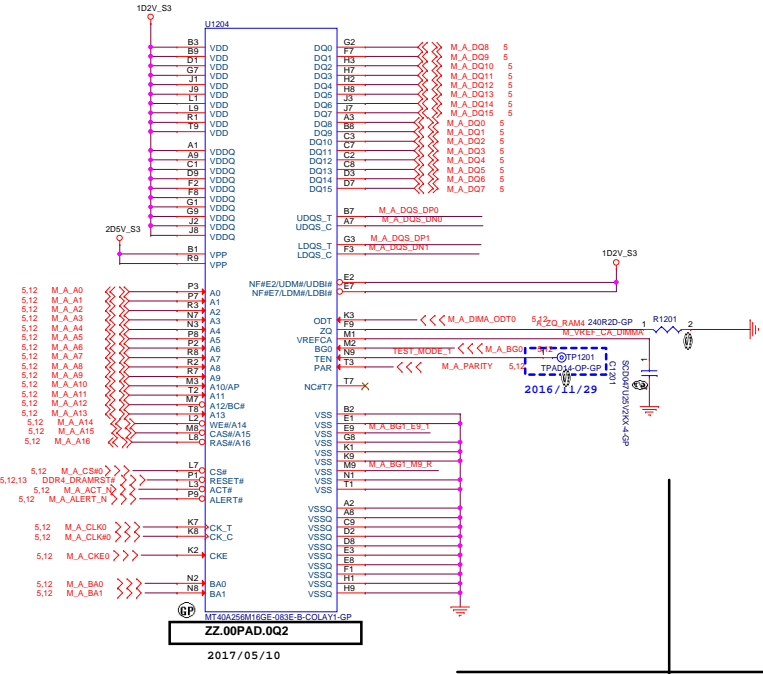 1D2V_S3
U1204
B3 VDD
B9 VDD
D1 VDD
G7 VDD
J1 VDD
J9 VDD
L1 VDD
L9 VDD
R1 VDD
T9 VDD
A1 VDDQ
A9 VDDQ
C1 VDDQ
D9 VDDQ
F2 VDDQ
F8 VDDQ
G1 VDDQ
G9 VDDQ
J2 VDDQ
J8 VDDQ
2D5V_S3
B1 VPP
R9 VPP
5,12 M_A_A0 P3 A0
5,12 M_A_A1 P7 A1
5,12 M_A_A2 R3 A2
5,12 M_A_A3 N7 A3
5,12 M_A_A4 N3 A4
5,12 M_A_A5 P8 A5
5,12 M_A_A6 P2 A6
5,12 M_A_A7 R8 A7
5,12 M_A_A8 R2 A8
5,12 M_A_A9 R7 A9
5,12 M_A_A10 M3 A10/AP
5,12 M_A_A11 T2 A11
5,12 M_A_A12 M7 A12/BC#
5,12 M_A_A13 T8 A13
5,12 M_A_A14 L2 WE#/A14
5,12 M_A_A15 M8 CAS#/A15
5,12 M_A_A16 L8 RAS#/A16
5,12 M_A_CS#0 L7 CS#
5,12,13 DDR4_DRAMRST# P1 RESET#
5,12 M_A_ACT_N L3 ACT#
5,12 M_A_ALERT_N P9 ALERT#
5,12 M_A_CLK0 K7 CK_T
5,12 M_A_CLK#0 K8 CK_C
5,12 M_A_CKE0 K2 CKE
5,12 M_A_BA0 N2 BA0
5,12 M_A_BA1 N8 BA1
DQ0 G2 M_A_DQ8 5
DQ1 F7 M_A_DQ9 5
DQ2 H3 M_A_DQ10 5
DQ3 H7 M_A_DQ11 5
DQ4 H2 M_A_DQ12 5
DQ5 H8 M_A_DQ13 5
DQ6 J3 M_A_DQ14 5
DQ7 J7 M_A_DQ15 5
DQ8 A3 M_A_DQ0 5
DQ9 B8 M_A_DQ1 5
DQ10 C3 M_A_DQ2 5
DQ11 C7 M_A_DQ3 5
DQ12 C2 M_A_DQ4 5
DQ13 C8 M_A_DQ5 5
DQ14 D3 M_A_DQ6 5
DQ15 D7 M_A_DQ7 5
UDQS_T B7 M_A_DQS_DP0
UDQS_C A7 M_A_DQS_DN0
LDQS_T G3 M_A_DQS_DP1
LDQS_C F3 M_A_DQS_DN1
1D2V_S3
NF#E2/UDM#/UDBI# E2
NF#E7/LDM#/LDBI# E7
ODT K3 M_A_DIMA_ODT0 5,12
ZQ F9 A_ZQ_RAM4 240R2D-GP 1 R1201 2
VREFCA M1 M_VREF_CA_DIMMA
BG0 M2 M_A_BG0 5,12
TEN N9 TEST_MODE_1 1 TP1201
TPAD14-OP-GP
PAR T3 M_A_PARITY 5,12
NC#T7 T7
2016/11/29
1
C1201
SCD047U25V2KX-4-GP
VSS B2
VSS E1
VSS E9 M_A_BG1_E9_1
VSS G8
VSS K1
VSS K9
VSS M9 M_A_BG1_M9_R
VSS N1
VSS T1
VSSQ A2
VSSQ A8
VSSQ C9
VSSQ D2
VSSQ D8
VSSQ E3
VSSQ E8
VSSQ F1
VSSQ H1
VSSQ H9
GP
MT40A256M16GE-083E-B-COLAY1-GP
ZZ.00PAD.0Q2
2017/05/10